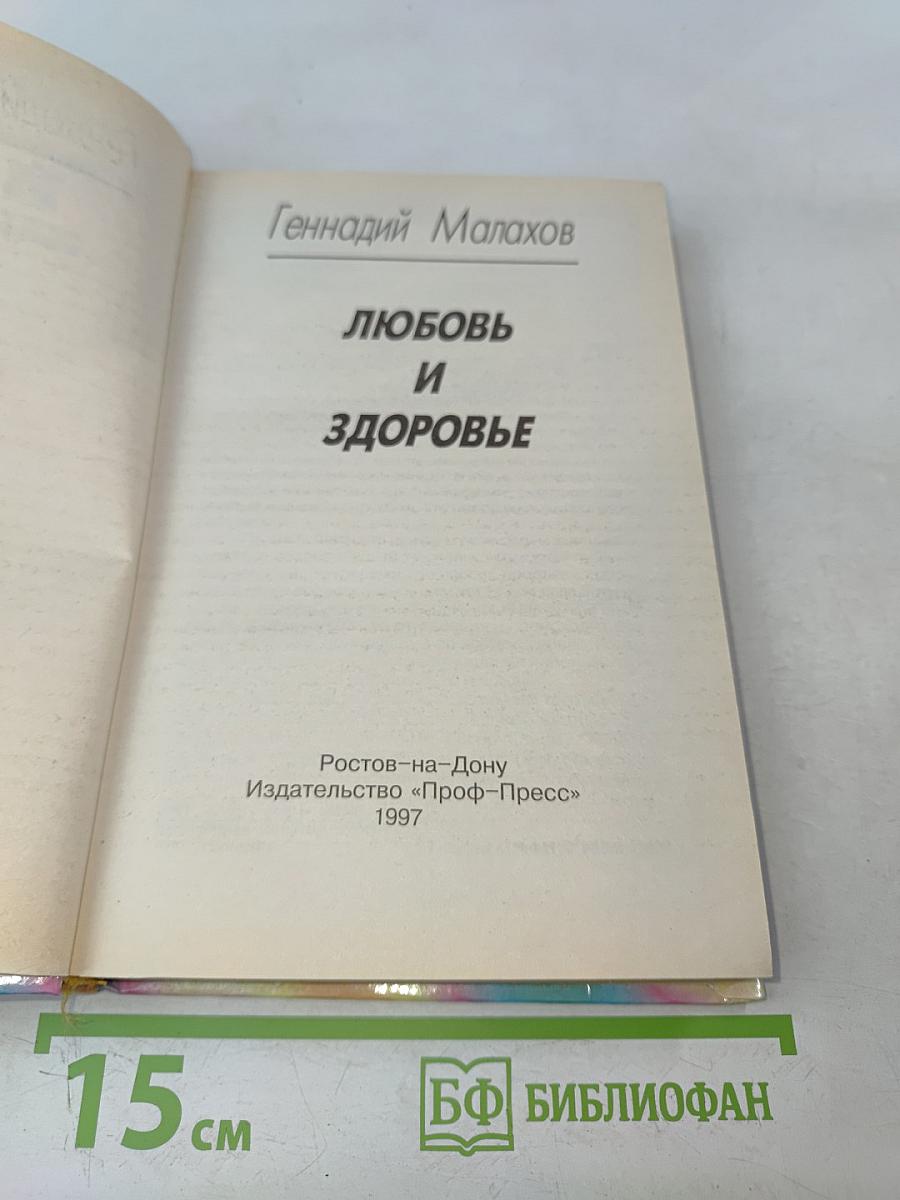 Геннадий Малахов
ЛЮБОВЬ
И
ЗДОРОВЬЕ
Ростов-на-Дону
Издательство «Проф-Пресс»
1997
15 см
БФ БИБЛИОФАН